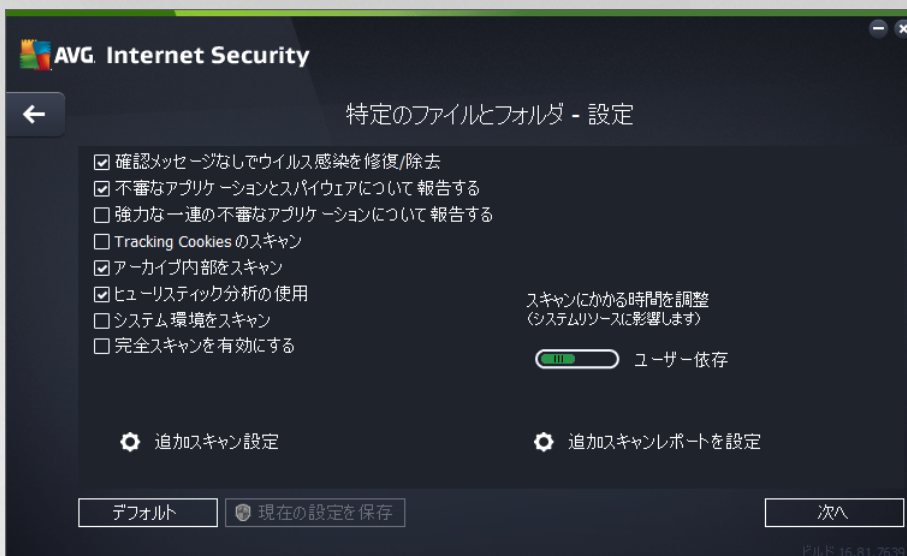 AVG. Internet Security
特定のファイルとフォルダ - 設定
確認メッセージなしでウイルス感染を修復/除去
不審なアプリケーションとスパイウェアについて報告する
強力な一連の不審なアプリケーションについて報告する
Tracking Cookies のスキャン
アーカイブ内部をスキャン
ヒューリスティック分析の使用
システム環境をスキャン
完全スキャンを有効にする
スキャンにかかる時間を調整
(システムリソースに影響します)
ユーザー依存
追加スキャン設定
追加スキャンレポートを設定
デフォルト
現在の設定を保存
次へ
ビルド 16.81.7639